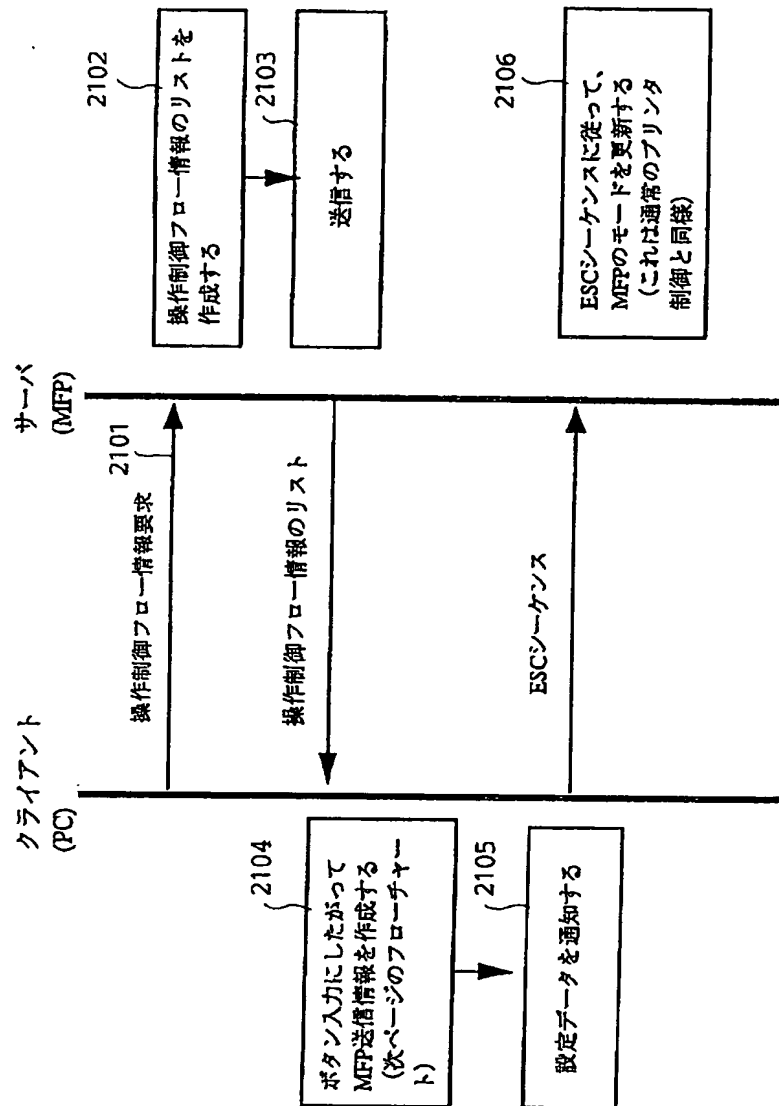 クライアント
(PC)
サーバ
(MFP)
操作制御フロー情報要求
2101
2102
操作制御フロー情報のリストを
作成する
2103
送信する
操作制御フロー情報のリスト
2104
ボタン入力にしたがって
MFP送信情報を作成する
(次ページのフローチャー
ト)
2105
設定データを通知する
ESCシーケンス
2106
ESCシーケンスに従って、
MFPのモードを更新する
(これは通常のプリンタ
制御と同様)